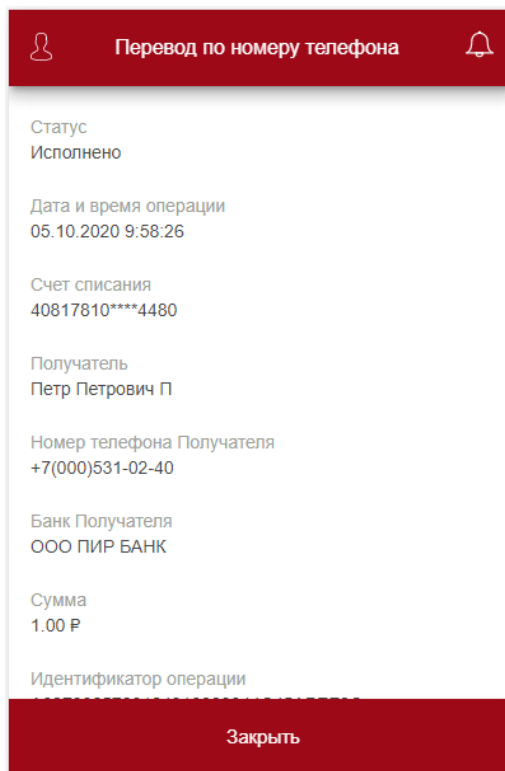 Перевод по номеру телефона
Статус
Исполнено
Дата и время операции
05.10.2020 9:58:26
Счет списания
40817810****4480
Получатель
Петр Петрович П
Номер телефона Получателя
+7(000)531-02-40
Банк Получателя
ООО ПИР БАНК
Сумма
1.00 ₽
Идентификатор операции
Закрыть